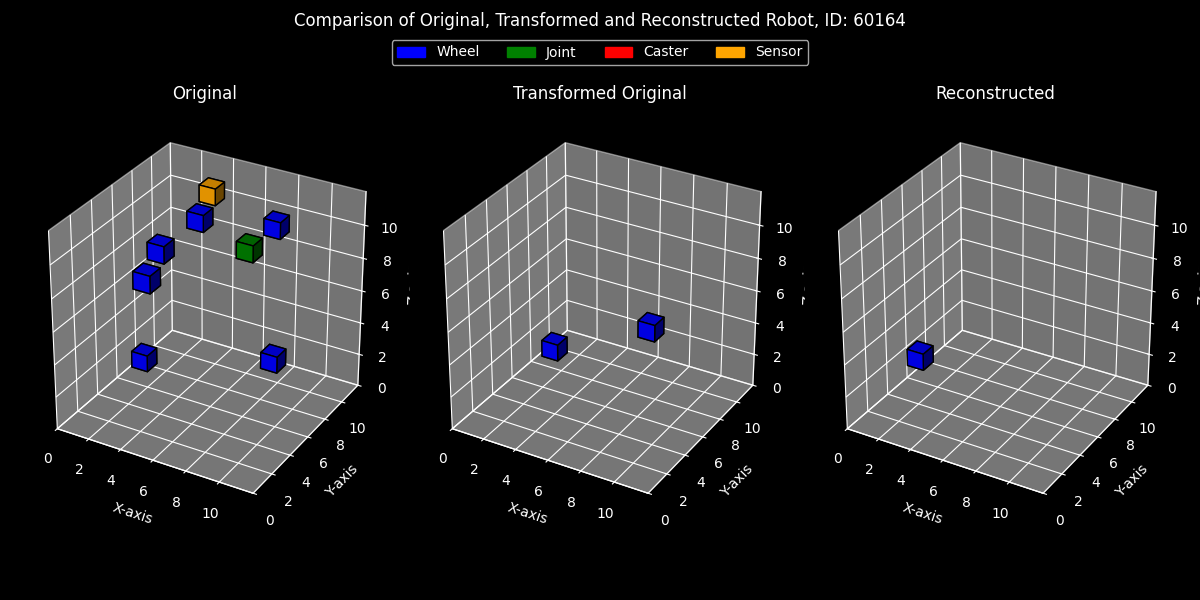 Comparison of Original, Transformed and Reconstructed Robot, ID: 60164
Wheel Joint Caster Sensor
Original
Transformed Original
Reconstructed
0 2 4 6 8 10
X-axis
0 2 4 6 8 10
Y-axis
0 2 4 6 8 10
0 2 4 6 8 10
X-axis
0 2 4 6 8 10
Y-axis
0 2 4 6 8 10
0 2 4 6 8 10
X-axis
0 2 4 6 8 10
Y-axis
0 2 4 6 8 10